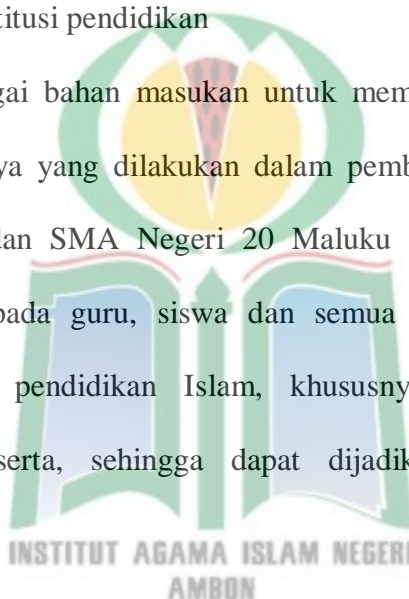 titusi pendidikan
gai bahan masukan untuk mem
ya yang dilakukan dalam pemb
dan SMA Negeri 20 Maluku
pada guru, siswa dan semua
pendidikan Islam, khususny
serta, sehingga dapat dijadik
INSTITUT AGAMA ISLAM NEGERI
AMBON